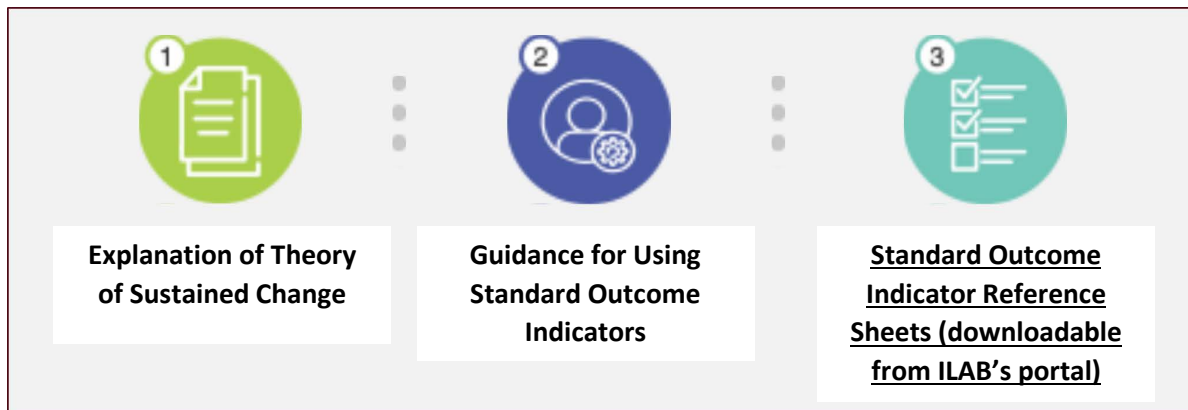 1
Explanation of Theory
of Sustained Change
2
Guidance for Using
Standard Outcome
Indicators
3
Standard Outcome
Indicator Reference
Sheets (downloadable
from ILAB’s portal)